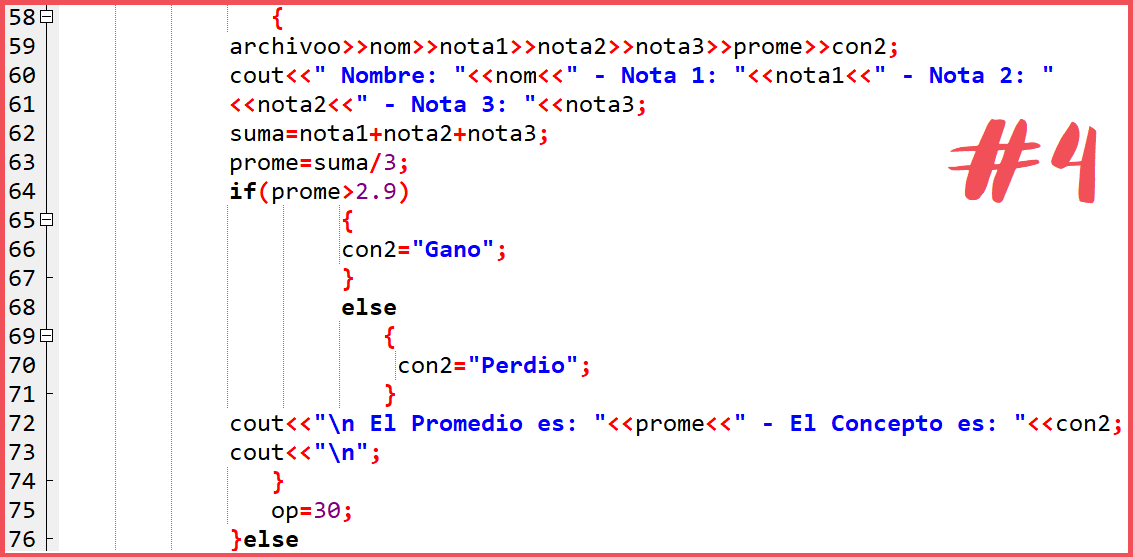 58 {
59 archivoo>>nom>>nota1>>nota2>>nota3>>prome>>con2;
60 cout<<" Nombre: "<<nom<<" - Nota 1: "<<nota1<<" - Nota 2: "
61 <<nota2<<" - Nota 3: "<<nota3;
62 suma=nota1+nota2+nota3;
63 prome=suma/3;
64 if(prome>2.9)
65 {
66 con2="Gano";
67 }
68 else
69 {
70 con2="Perdio";
71 }
72 cout<<"\n El Promedio es: "<<prome<<" - El Concepto es: "<<con2;
73 cout<<"\n";
74 }
75 op=30;
76 }else
#4